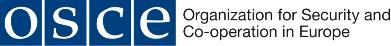 osce Organization for Security and
Co-operation in Europe